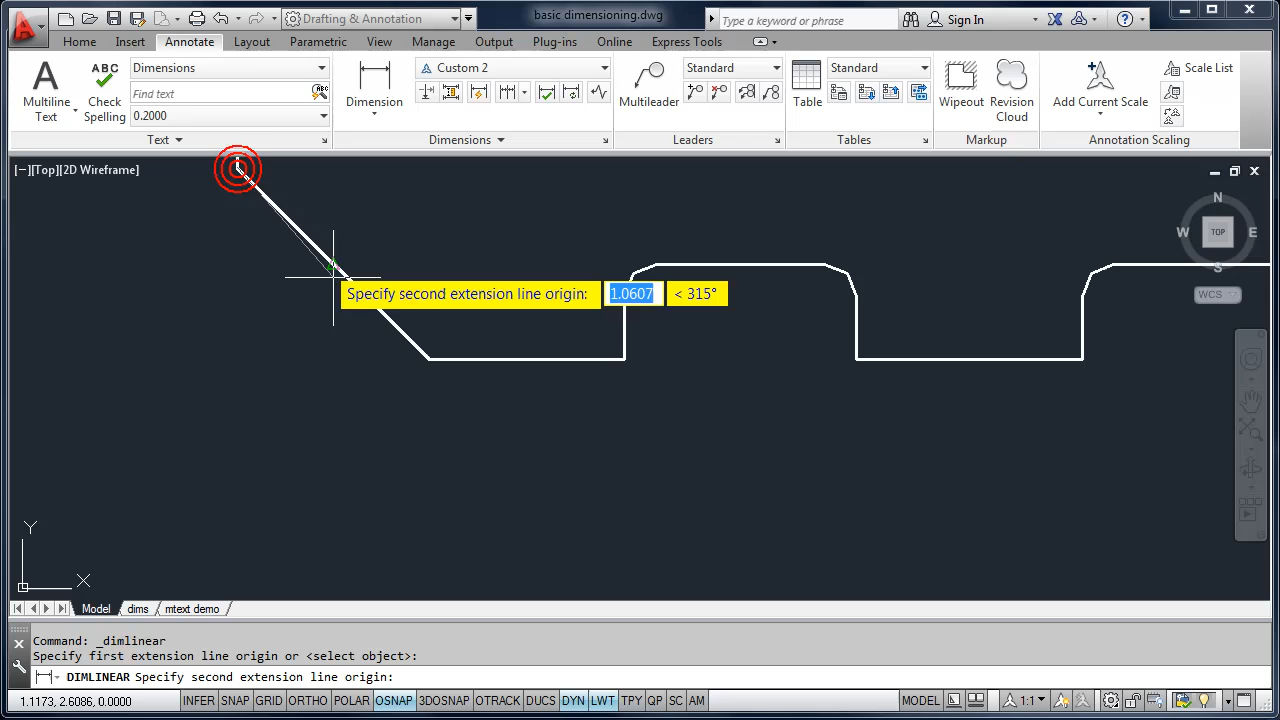 basic dimensioning.dwg
Drafting & Annotation
Type a keyword or phrase
Sign In
Home Insert Annotate Layout Parametric View Manage Output Plug-ins Online Express Tools
Multiline Text
ABC
Check Spelling
Dimensions
Find text
0.2000
Text
Dimension
Custom 2
Dimensions
Multileader
Standard
Leaders
Table
Standard
Tables
Wipeout
Revision Cloud
Markup
Add Current Scale
Scale List
Annotation Scaling
[−][Top][2D Wireframe]
N
W TOP E
S
WCS
Specify second extension line origin: 1.0607 < 315°
Y
X
Model dims mtext demo
Command: _dimlinear
Specify first extension line origin or <select object>:
DIMLINEAR Specify second extension line origin:
1.1173, 2.6086, 0.0000 INFER SNAP GRID ORTHO POLAR OSNAP 3DOSNAP OTRACK DUCS DYN LWT TPY QP SC AM MODEL 1:1